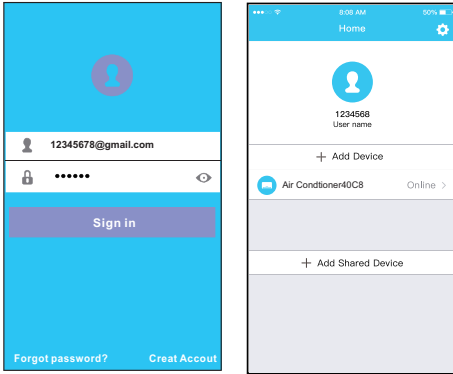 12345678@gmail.com
••••••
Sign in
Forgot password? Creat Accout
8:08 AM 50%
Home
1234568
User name
+ Add Device
Air Condtioner40C8 Online >
+ Add Shared Device